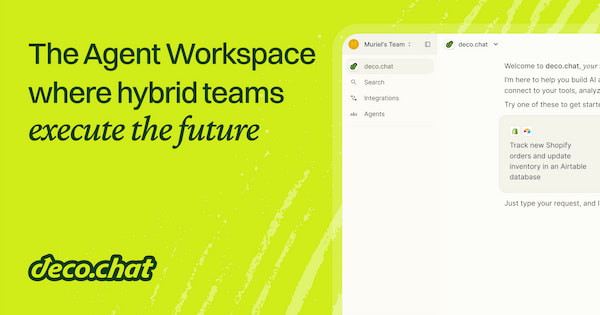 The Agent Workspace
where hybrid teams
execute the future
deco.chat
Muriel's Team
deco.chat
Search
Integrations
Agents
deco.chat
Welcome to deco.chat, your
I'm here to help you build AI a
connect to your tools, analyz
Try one of these to get starte
Track new Shopify
orders and update
inventory in an Airtable
database
Just type your request, and I